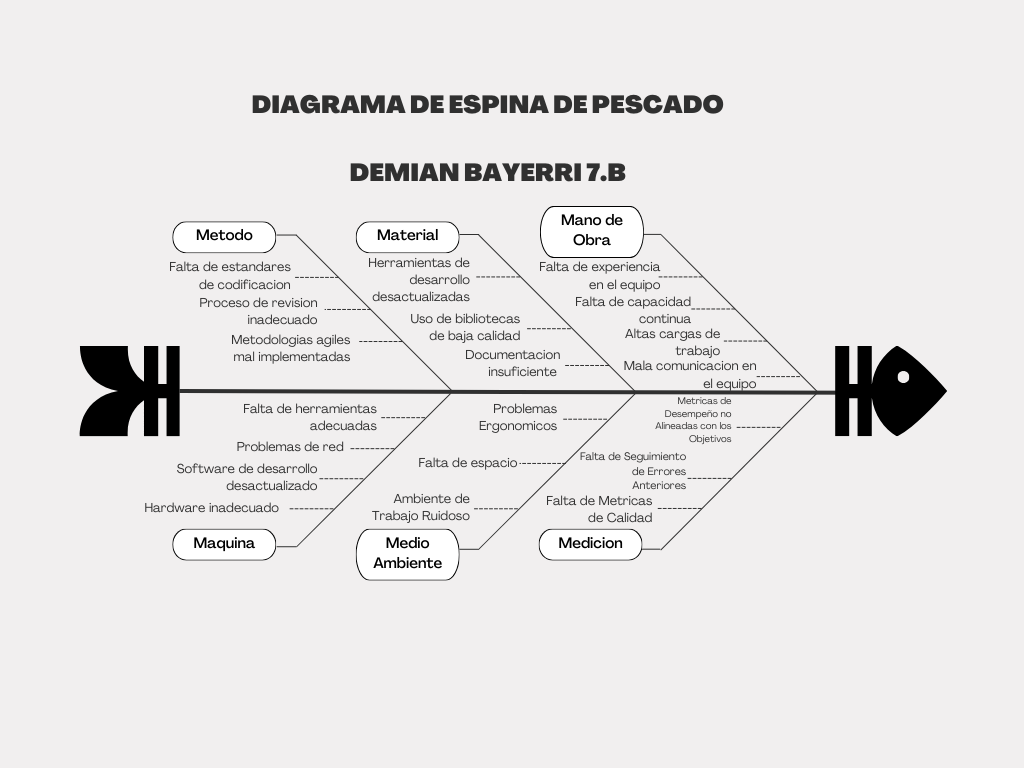 DIAGRAMA DE ESPINA DE PESCADO
DEMIAN BAYERRI 7.B
Metodo
Falta de estandares
de codificacion
Proceso de revision
inadecuado
Metodologias agiles
mal implementadas
Material
Herramientas de
desarrollo
desactualizadas
Uso de bibliotecas
de baja calidad
Documentacion
insuficiente
Mano de
Obra
Falta de experiencia
en el equipo
Falta de capacidad
continua
Altas cargas de
trabajo
Mala comunicacion en
el equipo
Falta de herramientas
adecuadas
Problemas de red
Software de desarrollo
desactualizado
Hardware inadecuado
Maquina
Problemas
Ergonomicos
Falta de espacio
Ambiente de
Trabajo Ruidoso
Medio
Ambiente
Metricas de
Desempeño no
Alineadas con los
Objetivos
Falta de Seguimiento
de Errores
Anteriores
Falta de Metricas
de Calidad
Medicion